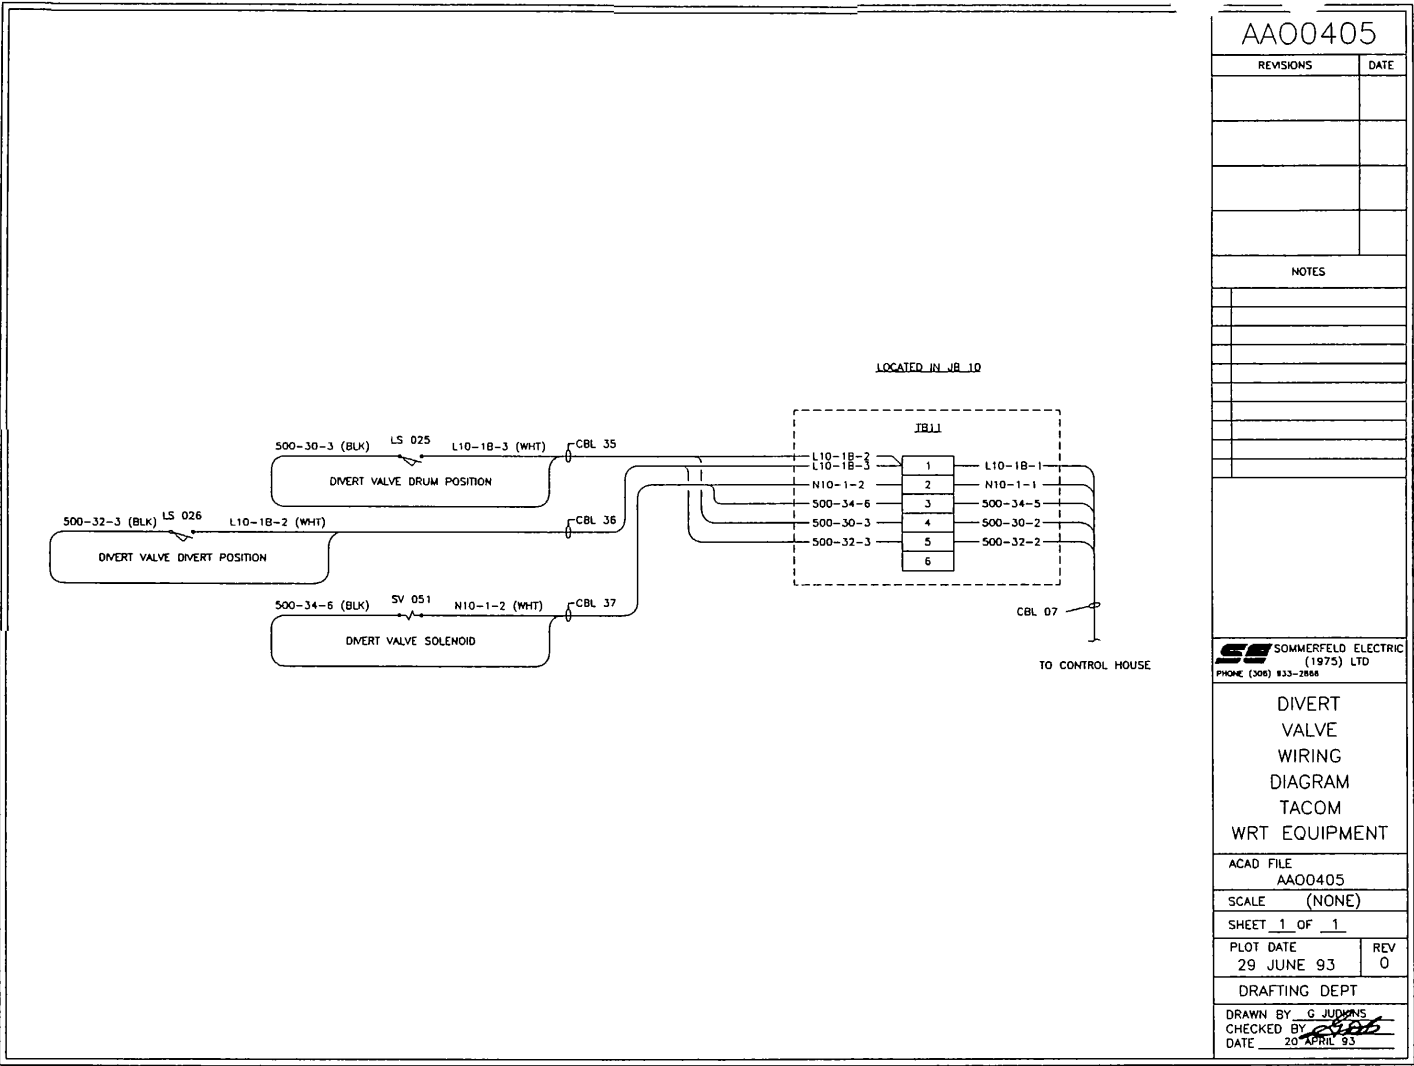 AAO0405
REVISIONS DATE
NOTES
LOCATED IN JB 10
TB11
500-30-3 (BLK) LS 025 L10-1B-3 (WHT) CBL 35
DIVERT VALVE DRUM POSITION
500-32-3 (BLK) LS 026 L10-1B-2 (WHT) CBL 36
DIVERT VALVE DIVERT POSITION
500-34-6 (BLK) SV 051 N10-1-2 (WHT) CBL 37
DIVERT VALVE SOLENOID
L10-1B-2
L10-1B-3 1 L10-1B-1
N10-1-2 2 N10-1-1
500-34-6 3 500-34-5
500-30-3 4 500-30-2
500-32-3 5 500-32-2
6
CBL 07
TO CONTROL HOUSE
SOMMERFELD ELECTRIC
(1975) LTD
PHONE (306) 933-2866
DIVERT
VALVE
WIRING
DIAGRAM
TACOM
WRT EQUIPMENT
ACAD FILE
AAO0405
SCALE (NONE)
SHEET 1 OF 1
PLOT DATE REV
29 JUNE 93 0
DRAFTING DEPT
DRAWN BY G JUDKINS
CHECKED BY
DATE 20 APRIL 93